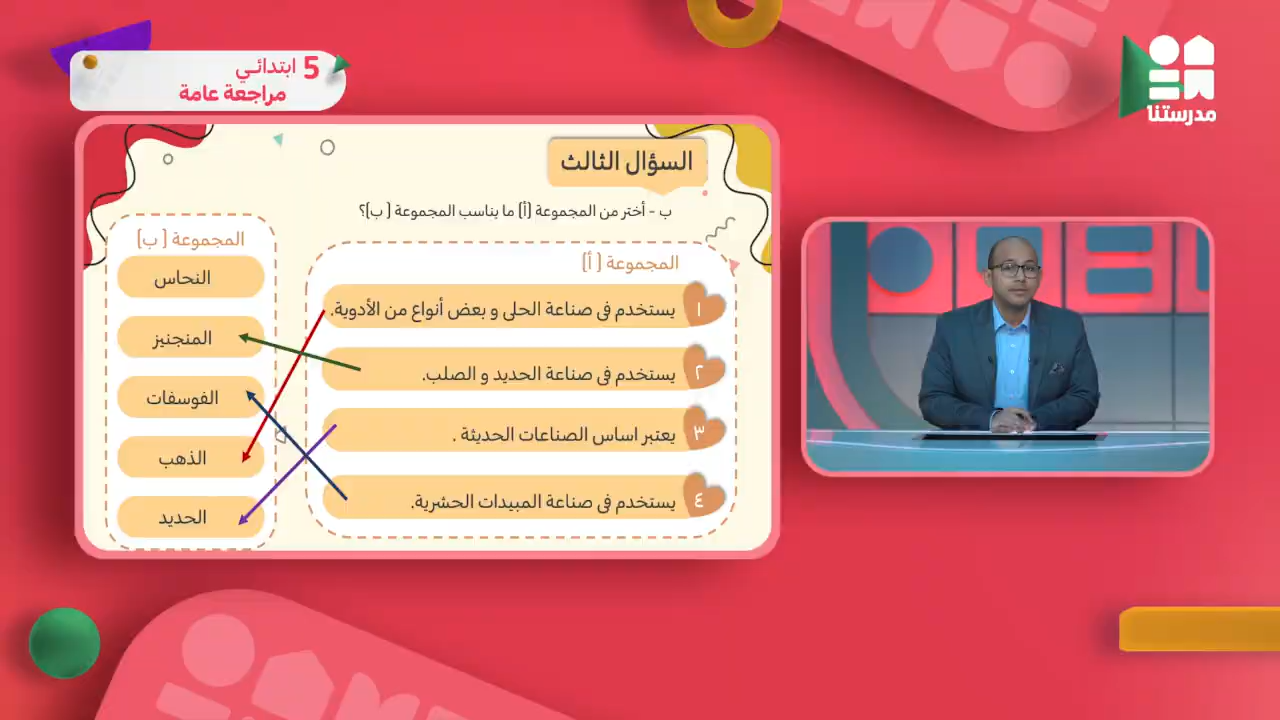 5 ابتدائي
مراجعة عامة
مدرستنا
السؤال الثالث
ب - أختر من المجموعة (أ) ما يناسب المجموعة ( ب)؟
المجموعة ( أ)
١ يستخدم فى صناعة الحلى و بعض أنواع من الأدوية.
٢ يستخدم فى صناعة الحديد و الصلب.
٣ يعتبر اساس الصناعات الحديثة .
٤ يستخدم فى صناعة المبيدات الحشرية.
المجموعة ( ب)
النحاس
المنجنيز
الفوسفات
الذهب
الحديد